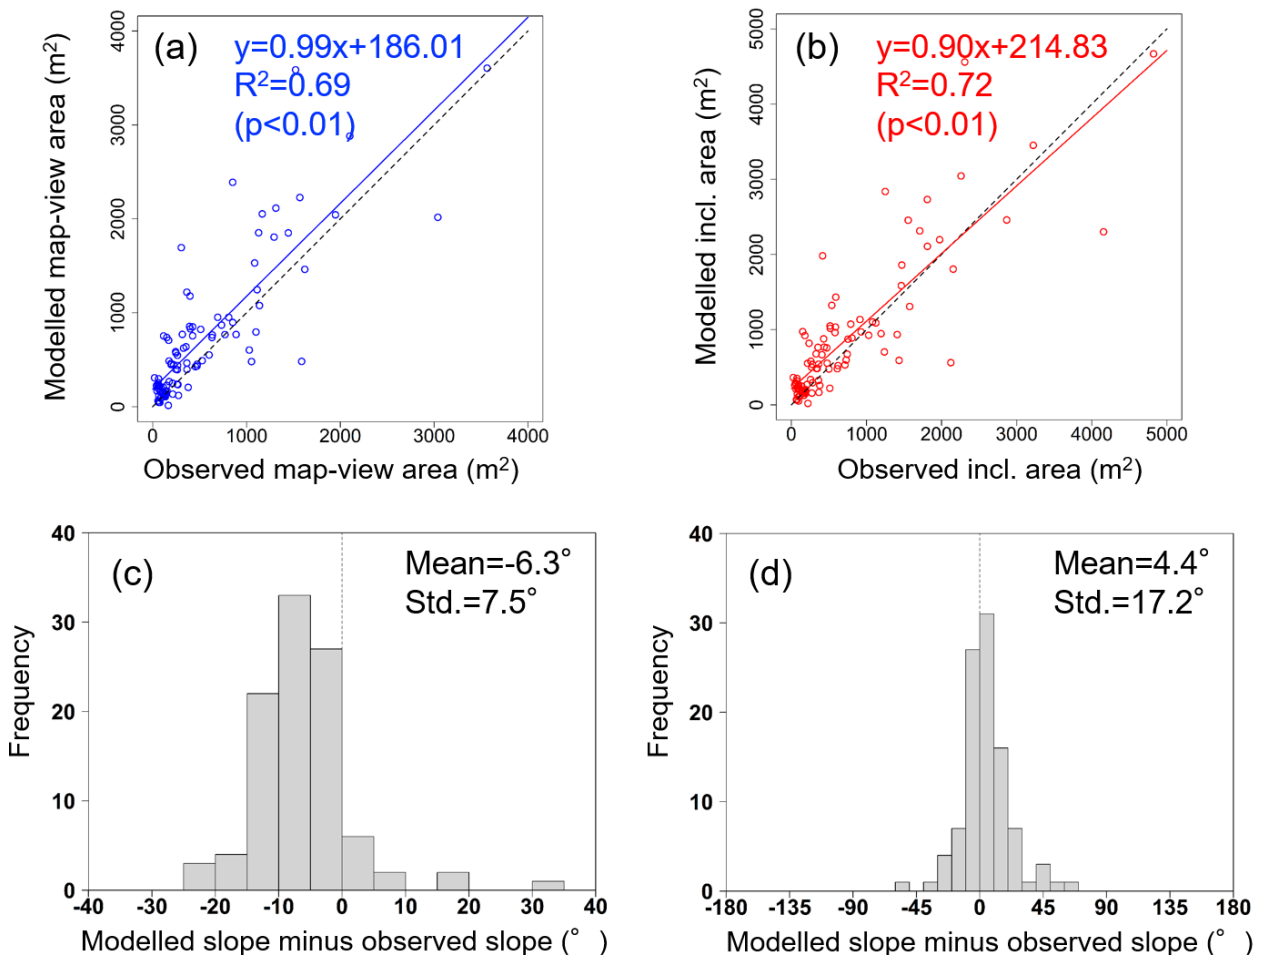 (a)
y=0.99x+186.01
R²=0.69
(p<0.01)
Modelled map-view area (m²)
0
1000
2000
3000
4000
0 1000 2000 3000 4000
Observed map-view area (m²)
(b)
y=0.90x+214.83
R²=0.72
(p<0.01)
Modelled incl. area (m²)
0
1000
2000
3000
4000
5000
0 1000 2000 3000 4000 5000
Observed incl. area (m²)
(c)
Mean=-6.3°
Std.=7.5°
Frequency
40
30
20
10
0
-40 -30 -20 -10 0 10 20 30 40
Modelled slope minus observed slope (° )
(d)
Mean=4.4°
Std.=17.2°
Frequency
40
30
20
10
0
-180 -135 -90 -45 0 45 90 135 180
Modelled slope minus observed slope (° )